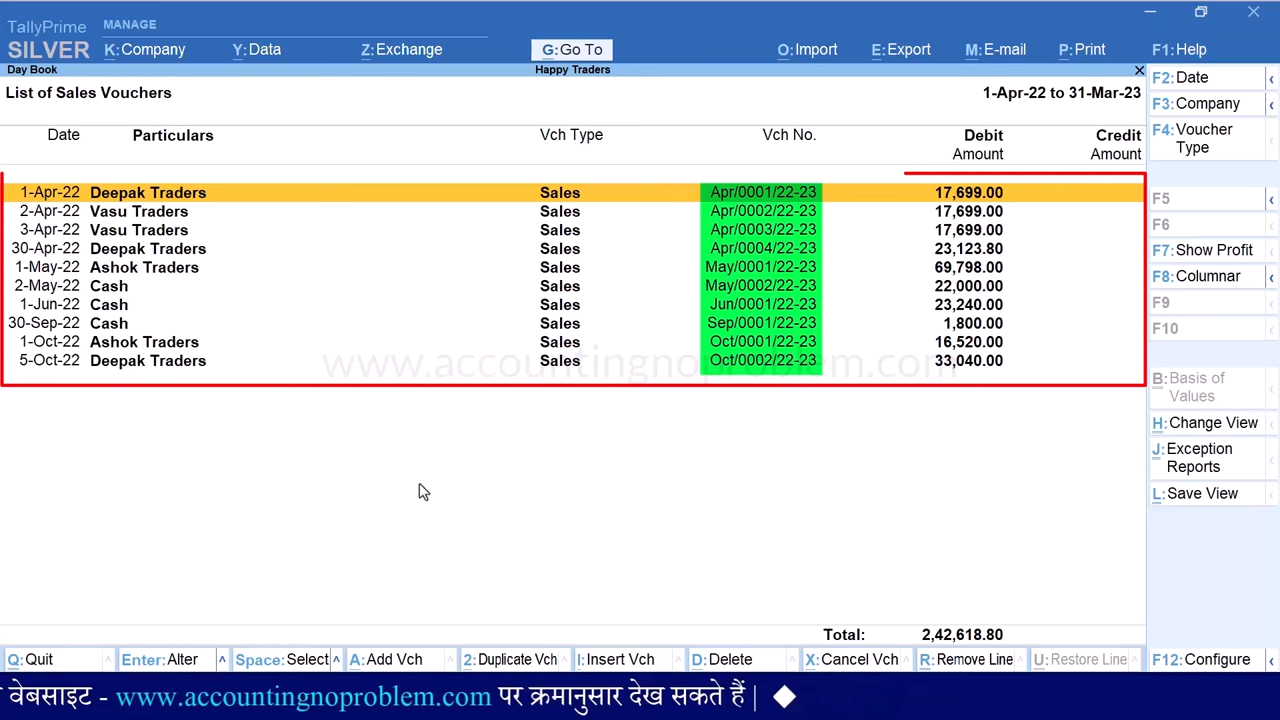 TallyPrime MANAGE
SILVER K:Company Y:Data Z:Exchange G:Go To O:Import E:Export M:E-mail P:Print F1:Help
Day Book Happy Traders
List of Sales Vouchers 1-Apr-22 to 31-Mar-23
Date Particulars Vch Type Vch No. Debit Credit
Amount Amount
1-Apr-22 Deepak Traders Sales Apr/0001/22-23 17,699.00
2-Apr-22 Vasu Traders Sales Apr/0002/22-23 17,699.00
3-Apr-22 Vasu Traders Sales Apr/0003/22-23 17,699.00
30-Apr-22 Deepak Traders Sales Apr/0004/22-23 23,123.80
1-May-22 Ashok Traders Sales May/0001/22-23 69,798.00
2-May-22 Cash Sales May/0002/22-23 22,000.00
1-Jun-22 Cash Sales Jun/0001/22-23 23,240.00
30-Sep-22 Cash Sales Sep/0001/22-23 1,800.00
1-Oct-22 Ashok Traders Sales Oct/0001/22-23 16,520.00
5-Oct-22 Deepak Traders Sales Oct/0002/22-23 33,040.00
www.accountingnoproblem.com
Total: 2,42,618.80
F2:Date
F3:Company
F4:Voucher
Type
F5
F6
F7:Show Profit
F8:Columnar
F9
F10
B:Basis of
Values
H:Change View
J:Exception
Reports
L:Save View
Q:Quit Enter:Alter Space:Select A:Add Vch 2:Duplicate Vch I:Insert Vch D:Delete X:Cancel Vch R:Remove Line U:Restore Line F12:Configure
वेबसाइट - www.accountingnoproblem.com पर क्रमानुसार देख सकते हैं |